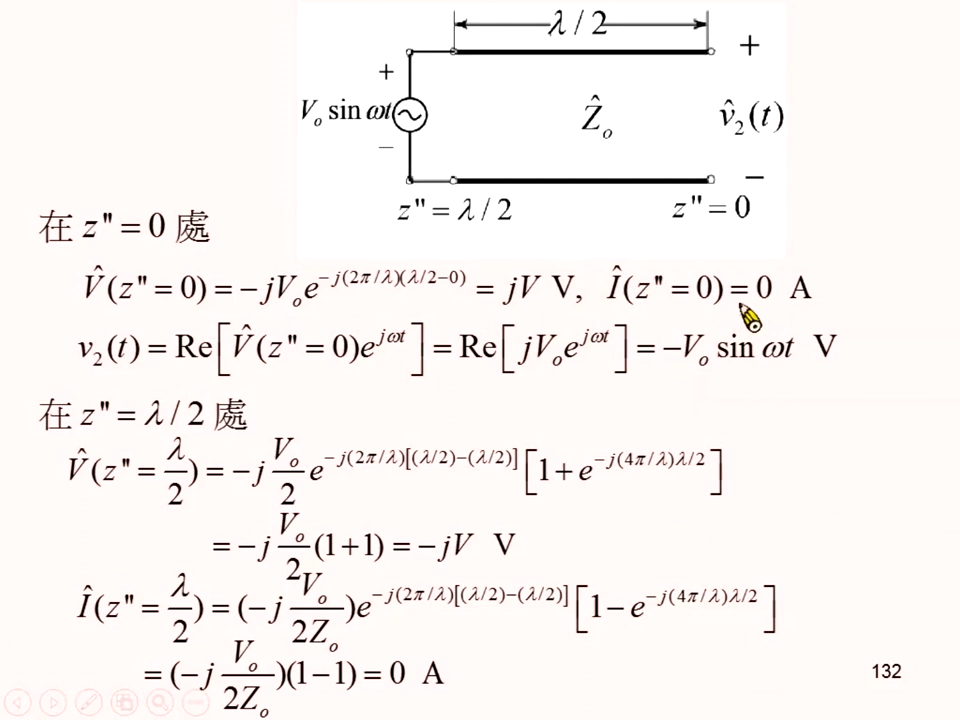 λ / 2
+
+
V_o sin ωt
Ẑ_o
v̂₂(t)
−
−
z" = λ / 2
z" = 0
在 z" = 0 處
V̂(z" = 0) = −jV_o e^{−j(2π/λ)(λ/2−0)} = jV V, Î(z" = 0) = 0 A
v₂(t) = Re[V̂(z" = 0)e^{jωt}] = Re[jV_o e^{jωt}] = −V_o sin ωt V
在 z" = λ / 2 處
V̂(z" = λ/2) = −j V_o/2 e^{−j(2π/λ)[(λ/2)−(λ/2)]}[1 + e^{−j(4π/λ)λ/2}]
= −j V_o/2 (1+1) = −jV V
Î(z" = λ/2) = (−j V_o/2Z_o)e^{−j(2π/λ)[(λ/2)−(λ/2)]}[1 − e^{−j(4π/λ)λ/2}]
= (−j V_o/2Z_o)(1−1) = 0 A
132